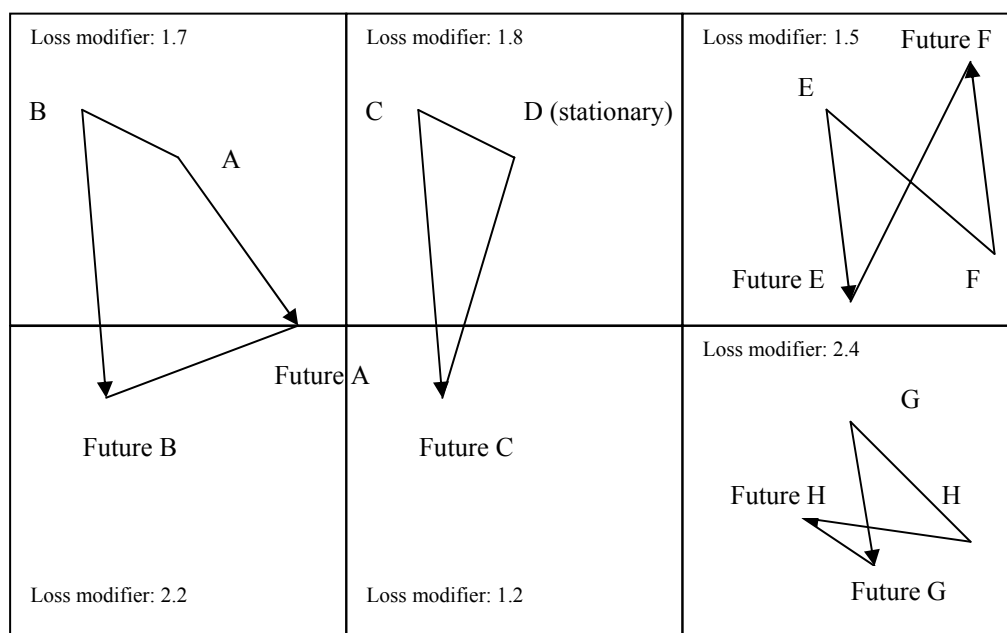 Loss modifier: 1.7
B
A
Future A
Future B
Loss modifier: 2.2
Loss modifier: 1.8
C
D (stationary)
Future C
Loss modifier: 1.2
Loss modifier: 1.5
Future F
E
Future E
F
Loss modifier: 2.4
G
Future H
H
Future G